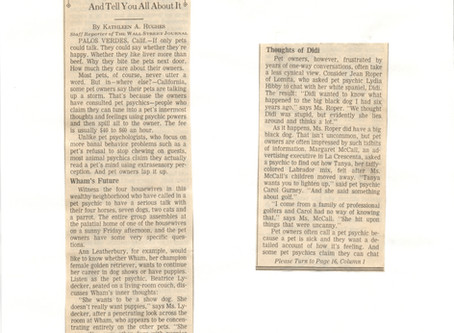 And Tell You All About It
By KATHLEEN A. HUGHES
Staff Reporter of THE WALL STREET JOURNAL
PALOS VERDES, Calif.—If only pets
could talk. They could say whether they're
happy. Whether they like liver more than
beef. Why they bite the pets next door.
How much they care about their owners.
Most pets, of course, never utter a
word. But in—where else?—California,
some pet owners say their pets are talking
up a storm. That's because the owners
have consulted pet psychics—people who
claim they can tune into a pet's innermost
thoughts and feelings using psychic powers
and then spill all to the owner. The fee
is usually $40 to $60 an hour.
Unlike pet psychologists, who focus on
more banal behavior problems such as a
pet's refusal to stop chewing on guests,
most animal psychics claim they actually
read a pet's mind using extrasensory per-
ception. And pet owners lap it up.
Wham's Future
Witness the four housewives in this
wealthy neighborhood who have called in a
pet psychic to have a serious talk with
their four horses, seven dogs, two cats and
a parrot. The entire group assembles at
the palatial home of one of the housewives
on a sunny Friday afternoon, and the pet
owners have some very specific ques-
tions.
Ann Leatherbury, for example, would
like to know whether Wham, her champion
female golden retriever, wants to continue
her career in dog shows or have puppies.
Listen as the pet psychic, Beatrice Ly-
decker, seated on a living-room couch, dis-
cusses Wham's inner thoughts:
"She wants to be a show dog. She
doesn't really want puppies," says Ms. Ly-
decker, after a penetrating look across the
room at Wham, who appears to be concen-
trating entirely on the other pets. "She
Thoughts of Didi
Pet owners, however, frustrated by
years of one-way conversations, often take
a less cynical view. Consider Jean Roper
of Lomita, who asked pet psychic Lydia
Hibby to chat with her white spaniel, Didi.
The result: "Didi wanted to know what
happened to the big black dog I had six
years ago," says Ms. Roper. "We thought
Didi was stupid, but evidently she lies
around and thinks a lot."
As it happens, Ms. Roper did have a big
black dog. That isn't uncommon, but pet
owners are often impressed by such tidbits
of information. Margaret McCall, an ad-
vertising executive in La Crescenta, asked
a psychic to find out how Tanya, her taffy-
colored Labrador mix, felt after Ms.
McCall's children moved away. "Tanya
wants you to lighten up," said pet psychic
Carol Gurney. "And she said something
about golf."
"I come from a family of professional
golfers and Carol had no way of knowing
that," says Ms. McCall. "She hit upon
things that were uncanny."
Pet owners often call a pet psychic be-
cause a pet is sick and they want a de-
tailed account of how it's feeling. And
some pet psychics claim they can chat
Please Turn to Page 16, Column 1